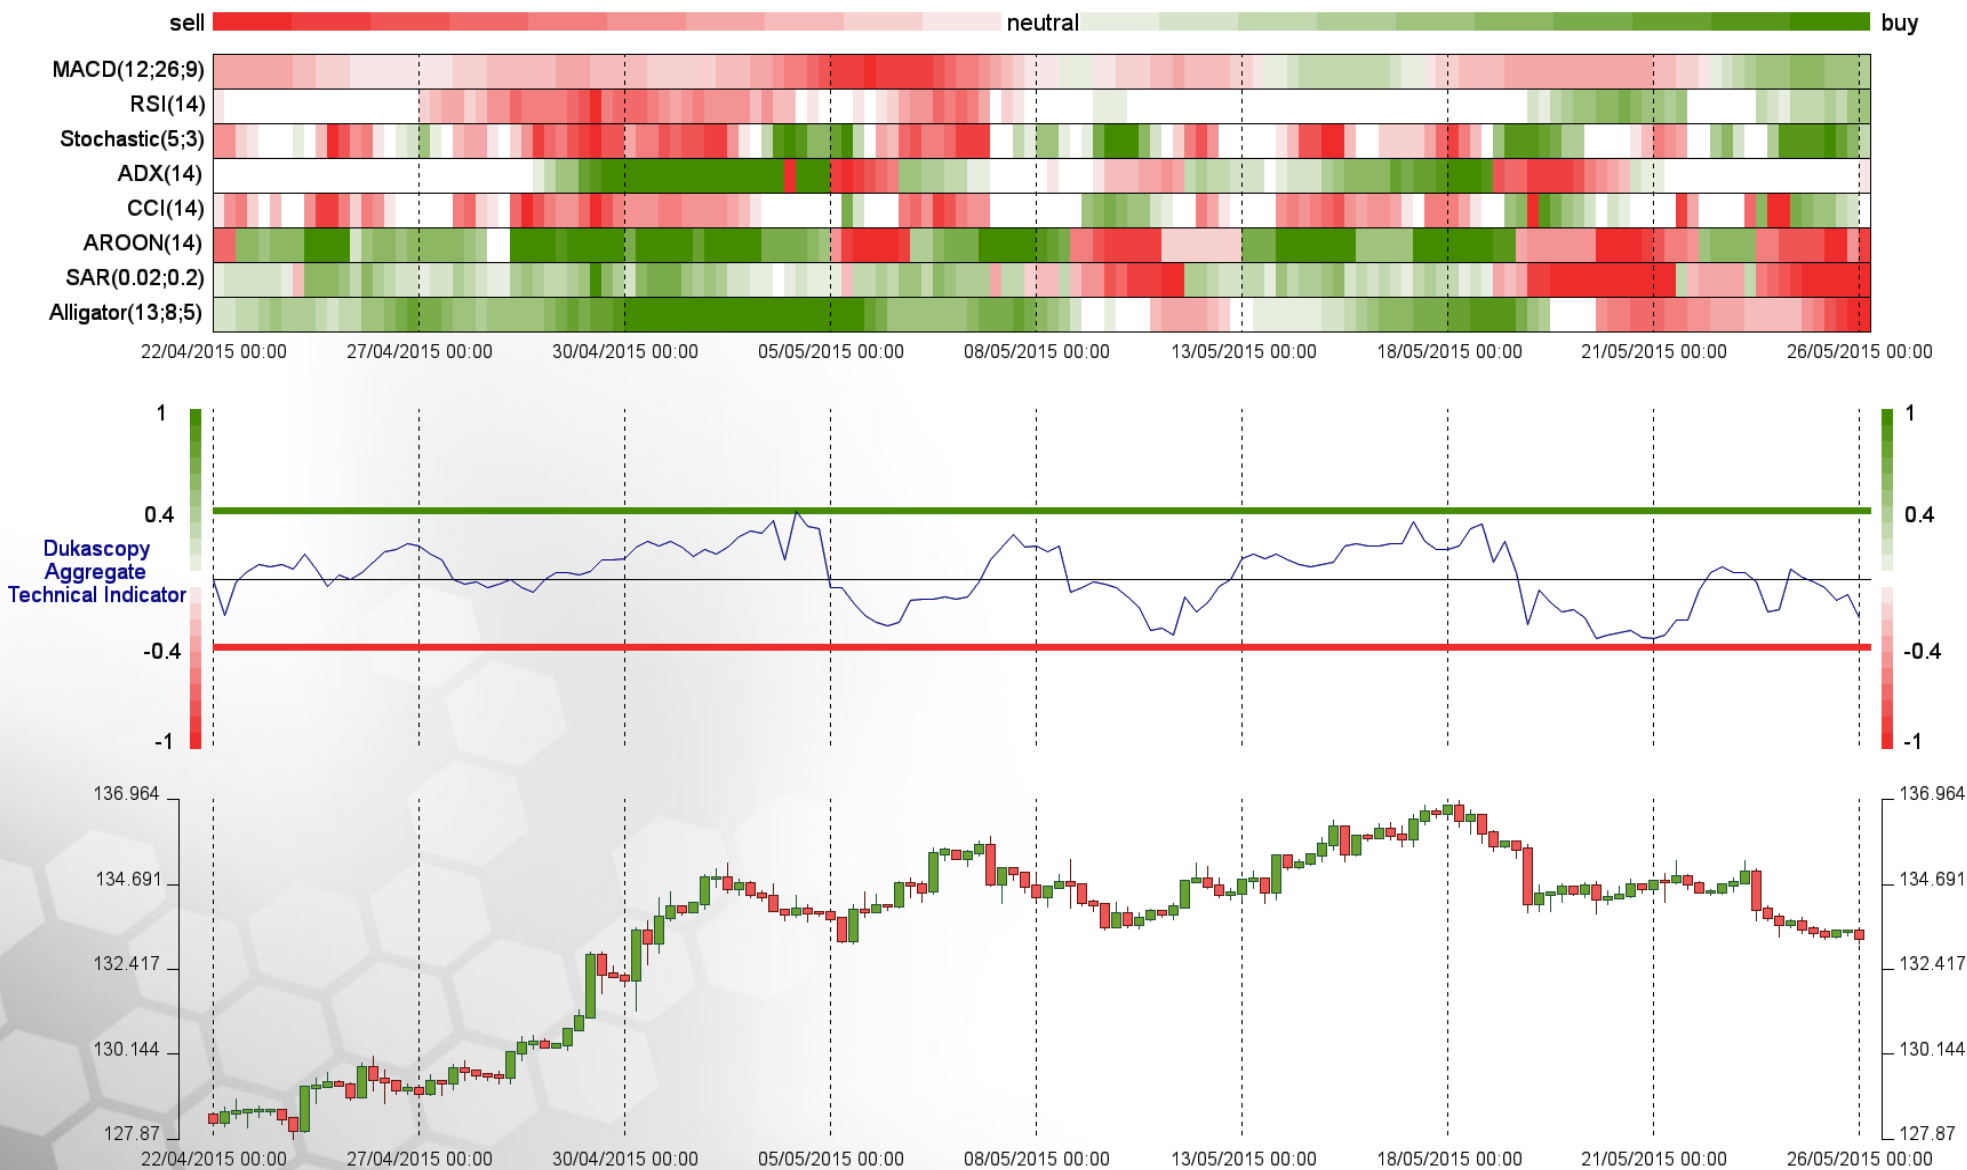 sell neutral buy
MACD(12;26;9)
RSI(14)
Stochastic(5;3)
ADX(14)
CCI(14)
AROON(14)
SAR(0.02;0.2)
Alligator(13;8;5)
22/04/2015 00:00 27/04/2015 00:00 30/04/2015 00:00 05/05/2015 00:00 08/05/2015 00:00 13/05/2015 00:00 18/05/2015 00:00 21/05/2015 00:00 26/05/2015 00:00
1 1
0.4 0.4
Dukascopy
Aggregate
Technical Indicator
-0.4 -0.4
-1 -1
136.964 136.964
134.691 134.691
132.417 132.417
130.144 130.144
127.87 127.87
22/04/2015 00:00 27/04/2015 00:00 30/04/2015 00:00 05/05/2015 00:00 08/05/2015 00:00 13/05/2015 00:00 18/05/2015 00:00 21/05/2015 00:00 26/05/2015 00:00